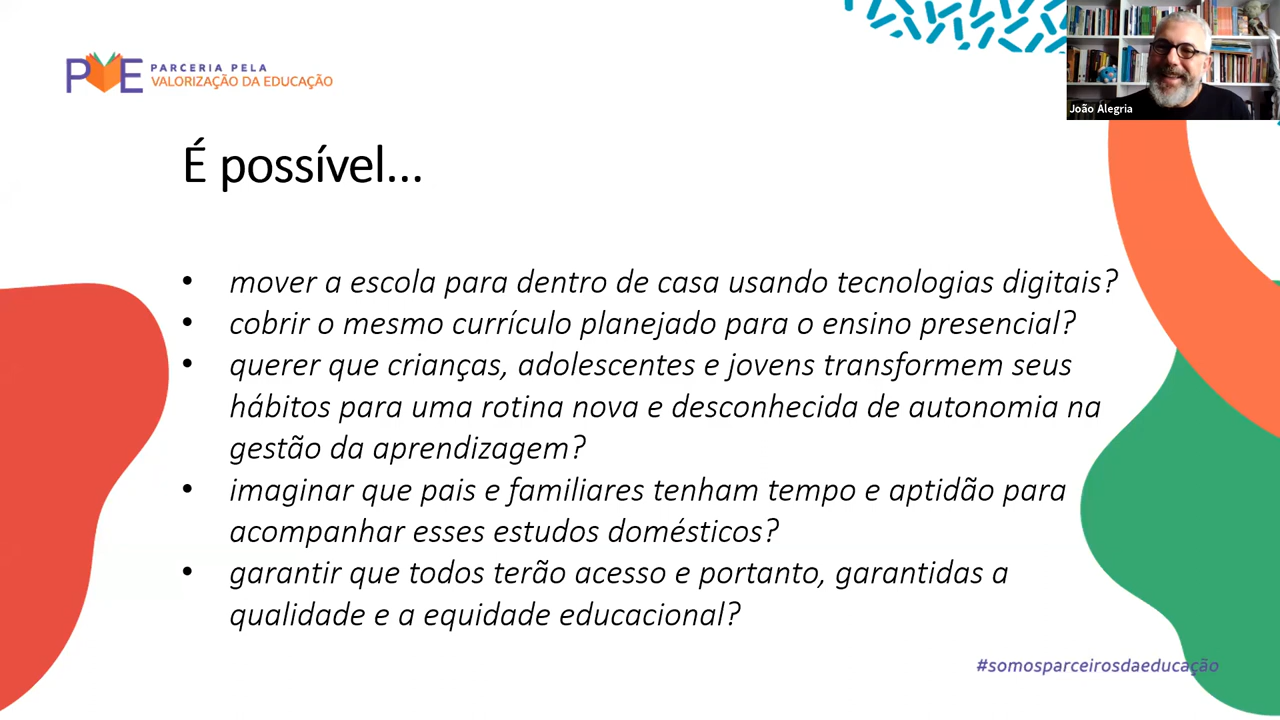 PVE PARCERIA PELA
VALORIZAÇÃO DA EDUCAÇÃO
João Alegria
É possível...
• mover a escola para dentro de casa usando tecnologias digitais?
• cobrir o mesmo currículo planejado para o ensino presencial?
• querer que crianças, adolescentes e jovens transformem seus
hábitos para uma rotina nova e desconhecida de autonomia na
gestão da aprendizagem?
• imaginar que pais e familiares tenham tempo e aptidão para
acompanhar esses estudos domésticos?
• garantir que todos terão acesso e portanto, garantidas a
qualidade e a equidade educacional?
#somosparceirosdaeducação